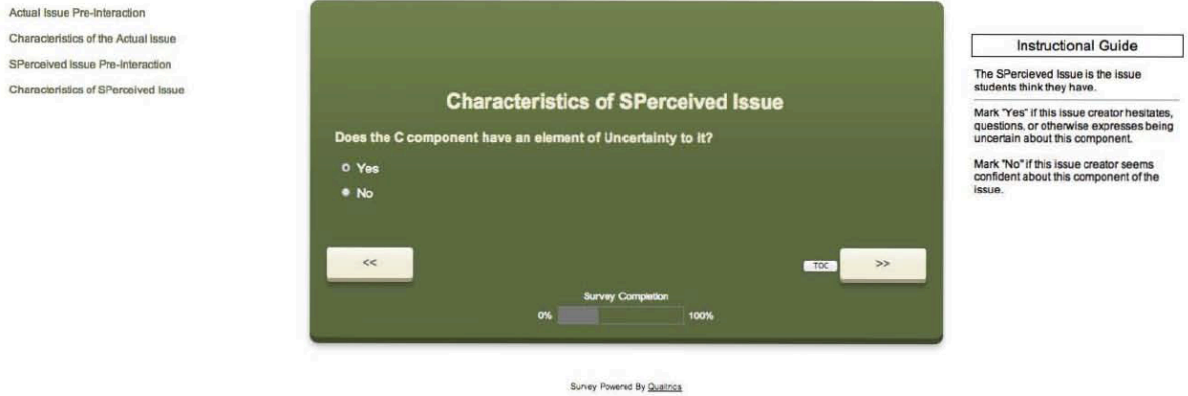 Actual Issue Pre-Interaction
Characteristics of the Actual Issue
SPerceived Issue Pre-Interaction
Characteristics of SPerceived Issue
Characteristics of SPerceived Issue
Does the C component have an element of Uncertainty to it?
Yes
No
<<
TOC
>>
Survey Completion
0%
100%
Survey Powered By Qualtrics
Instructional Guide
The SPercieved Issue is the issue
students think they have.
Mark "Yes" if this issue creator hesitates,
questions, or otherwise expresses being
uncertain about this component.
Mark "No" if this issue creator seems
confident about this component of the
issue.